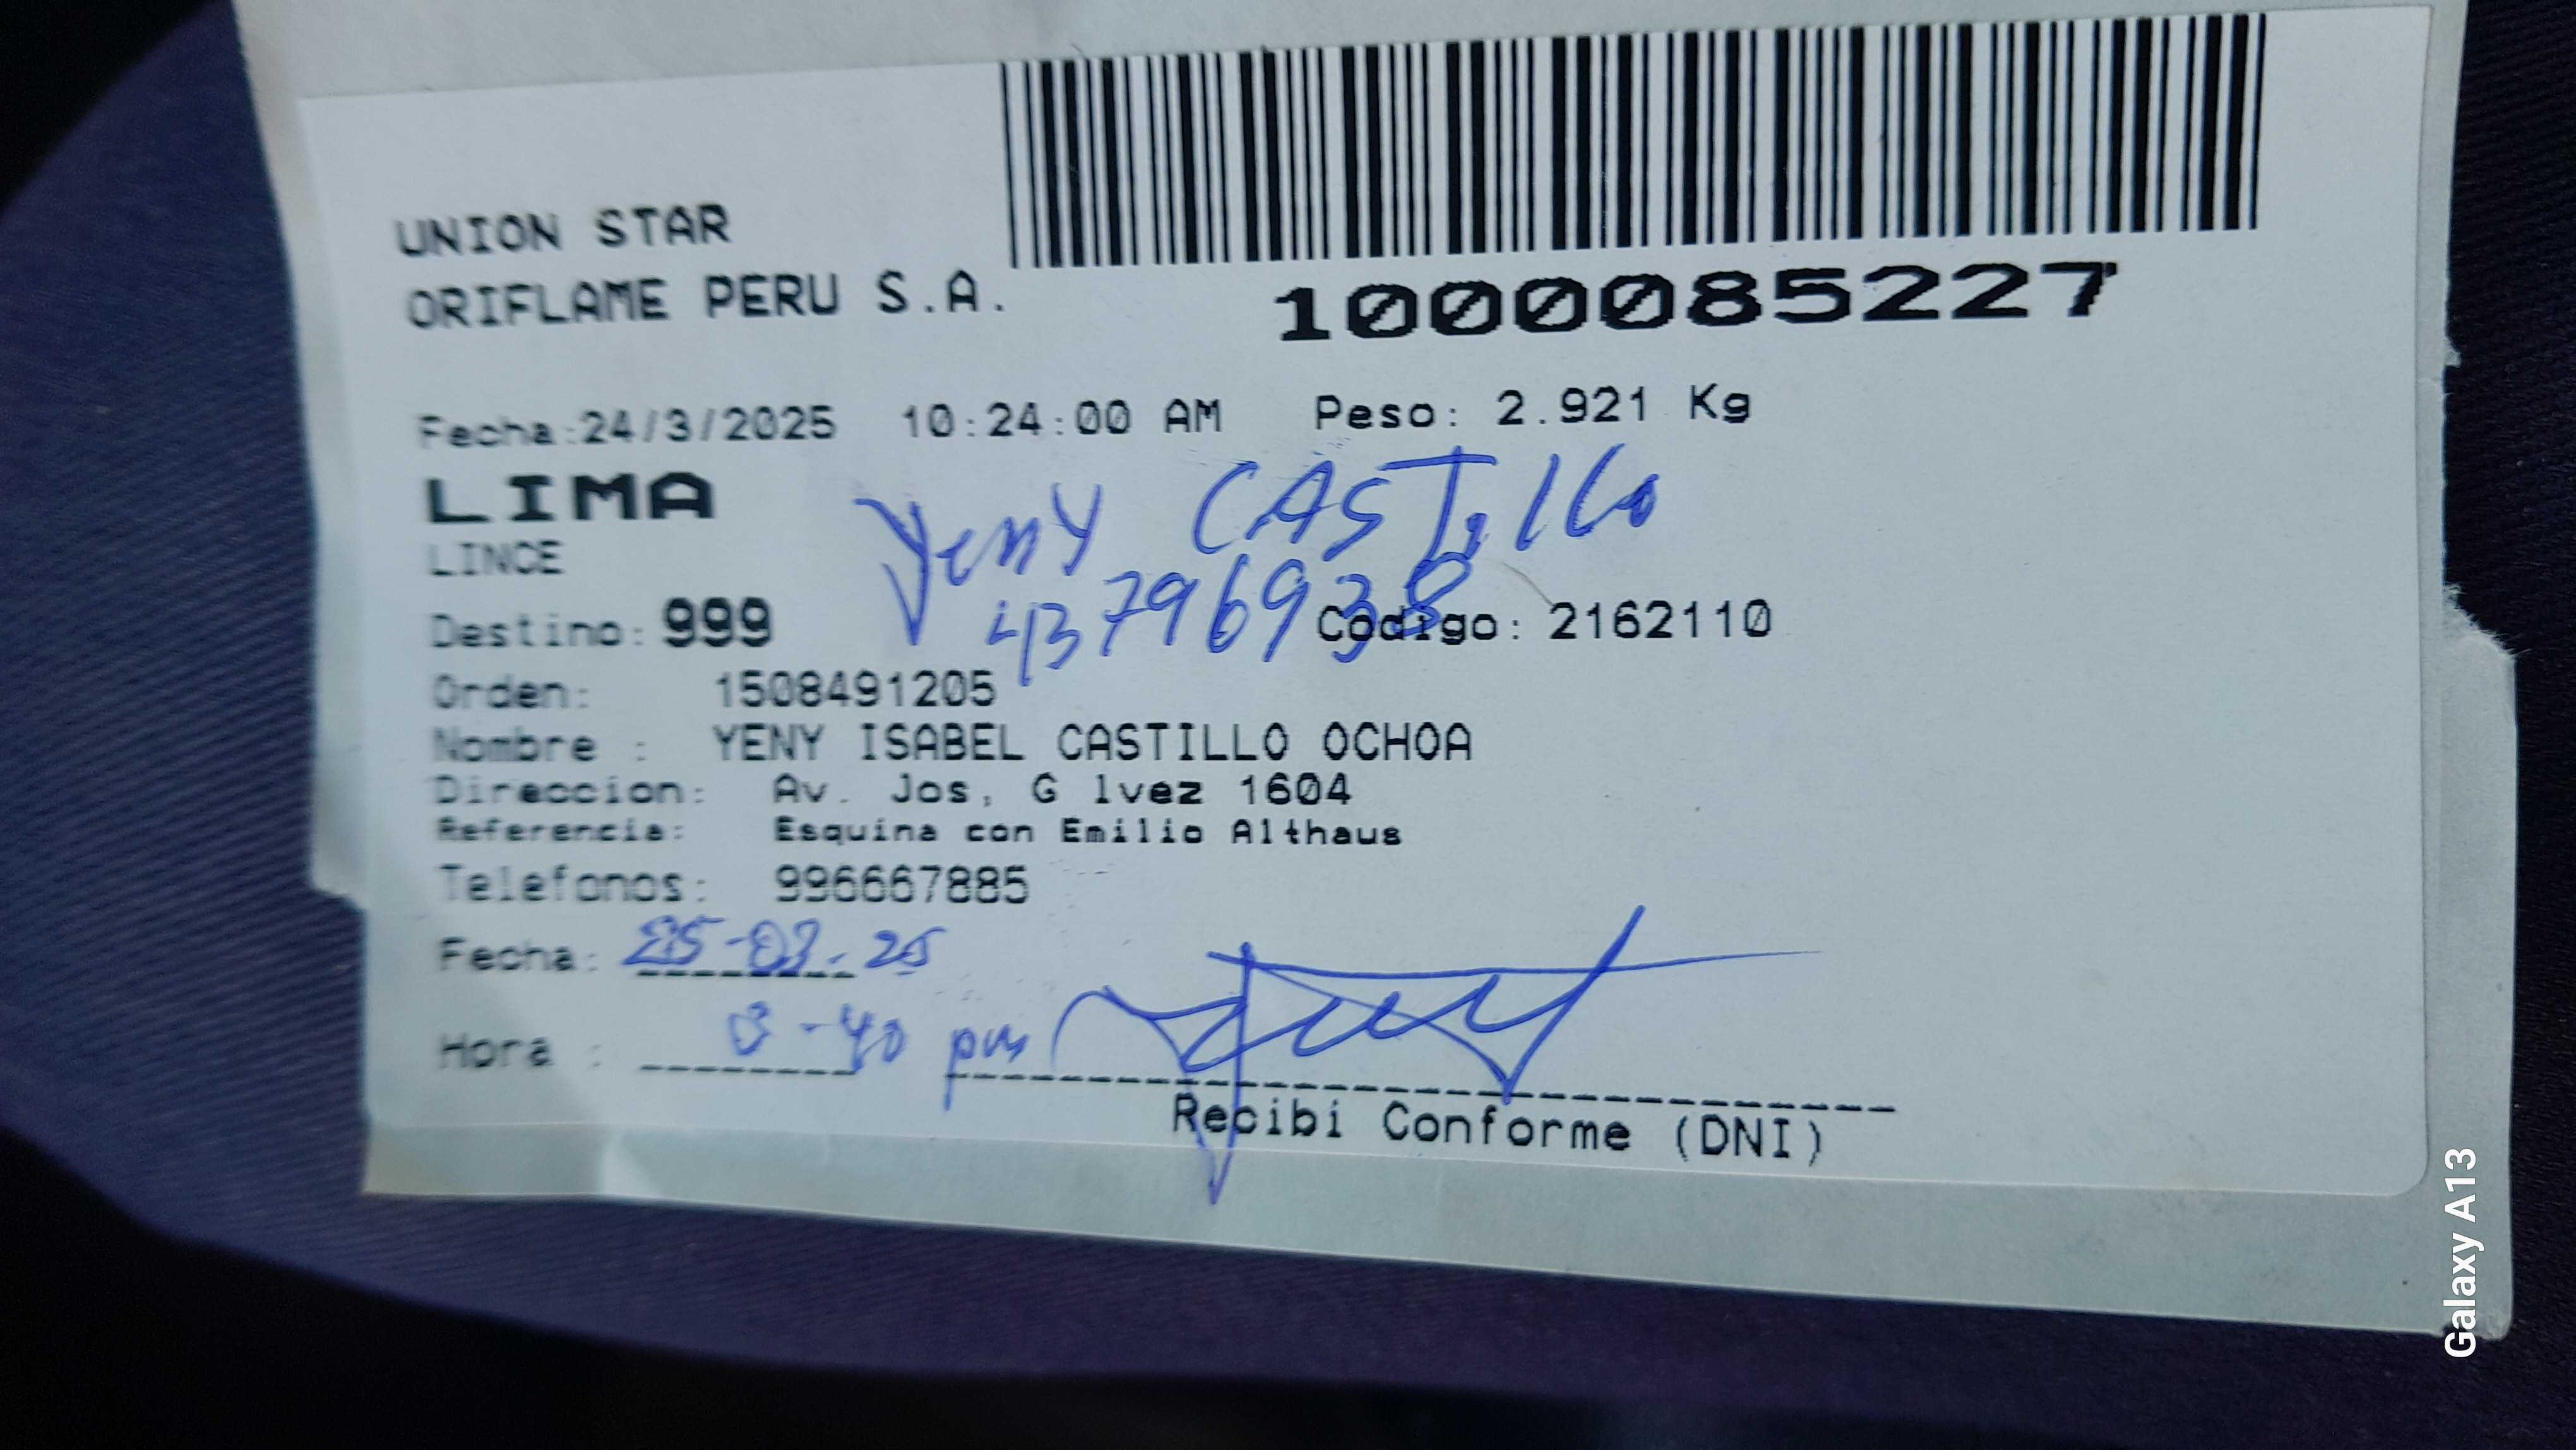 UNION STAR
ORIFLAME PERU S.A.
1000085227
Fecha:24/3/2025 10:24:00 AM Peso: 2.921 Kg
LIMA
Yeny CASTillo
LINCE
43796938
Destino: 999 Codigo: 2162110
Orden: 1508491205
Nombre : YENY ISABEL CASTILLO OCHOA
Direccion: Av. Jos, G lvez 1604
Referencia: Esquina con Emilio Althaus
Telefonos: 996667885
Fecha: 25-03-25
Hora : 3-40 pm
Recibi Conforme (DNI)
Galaxy A13